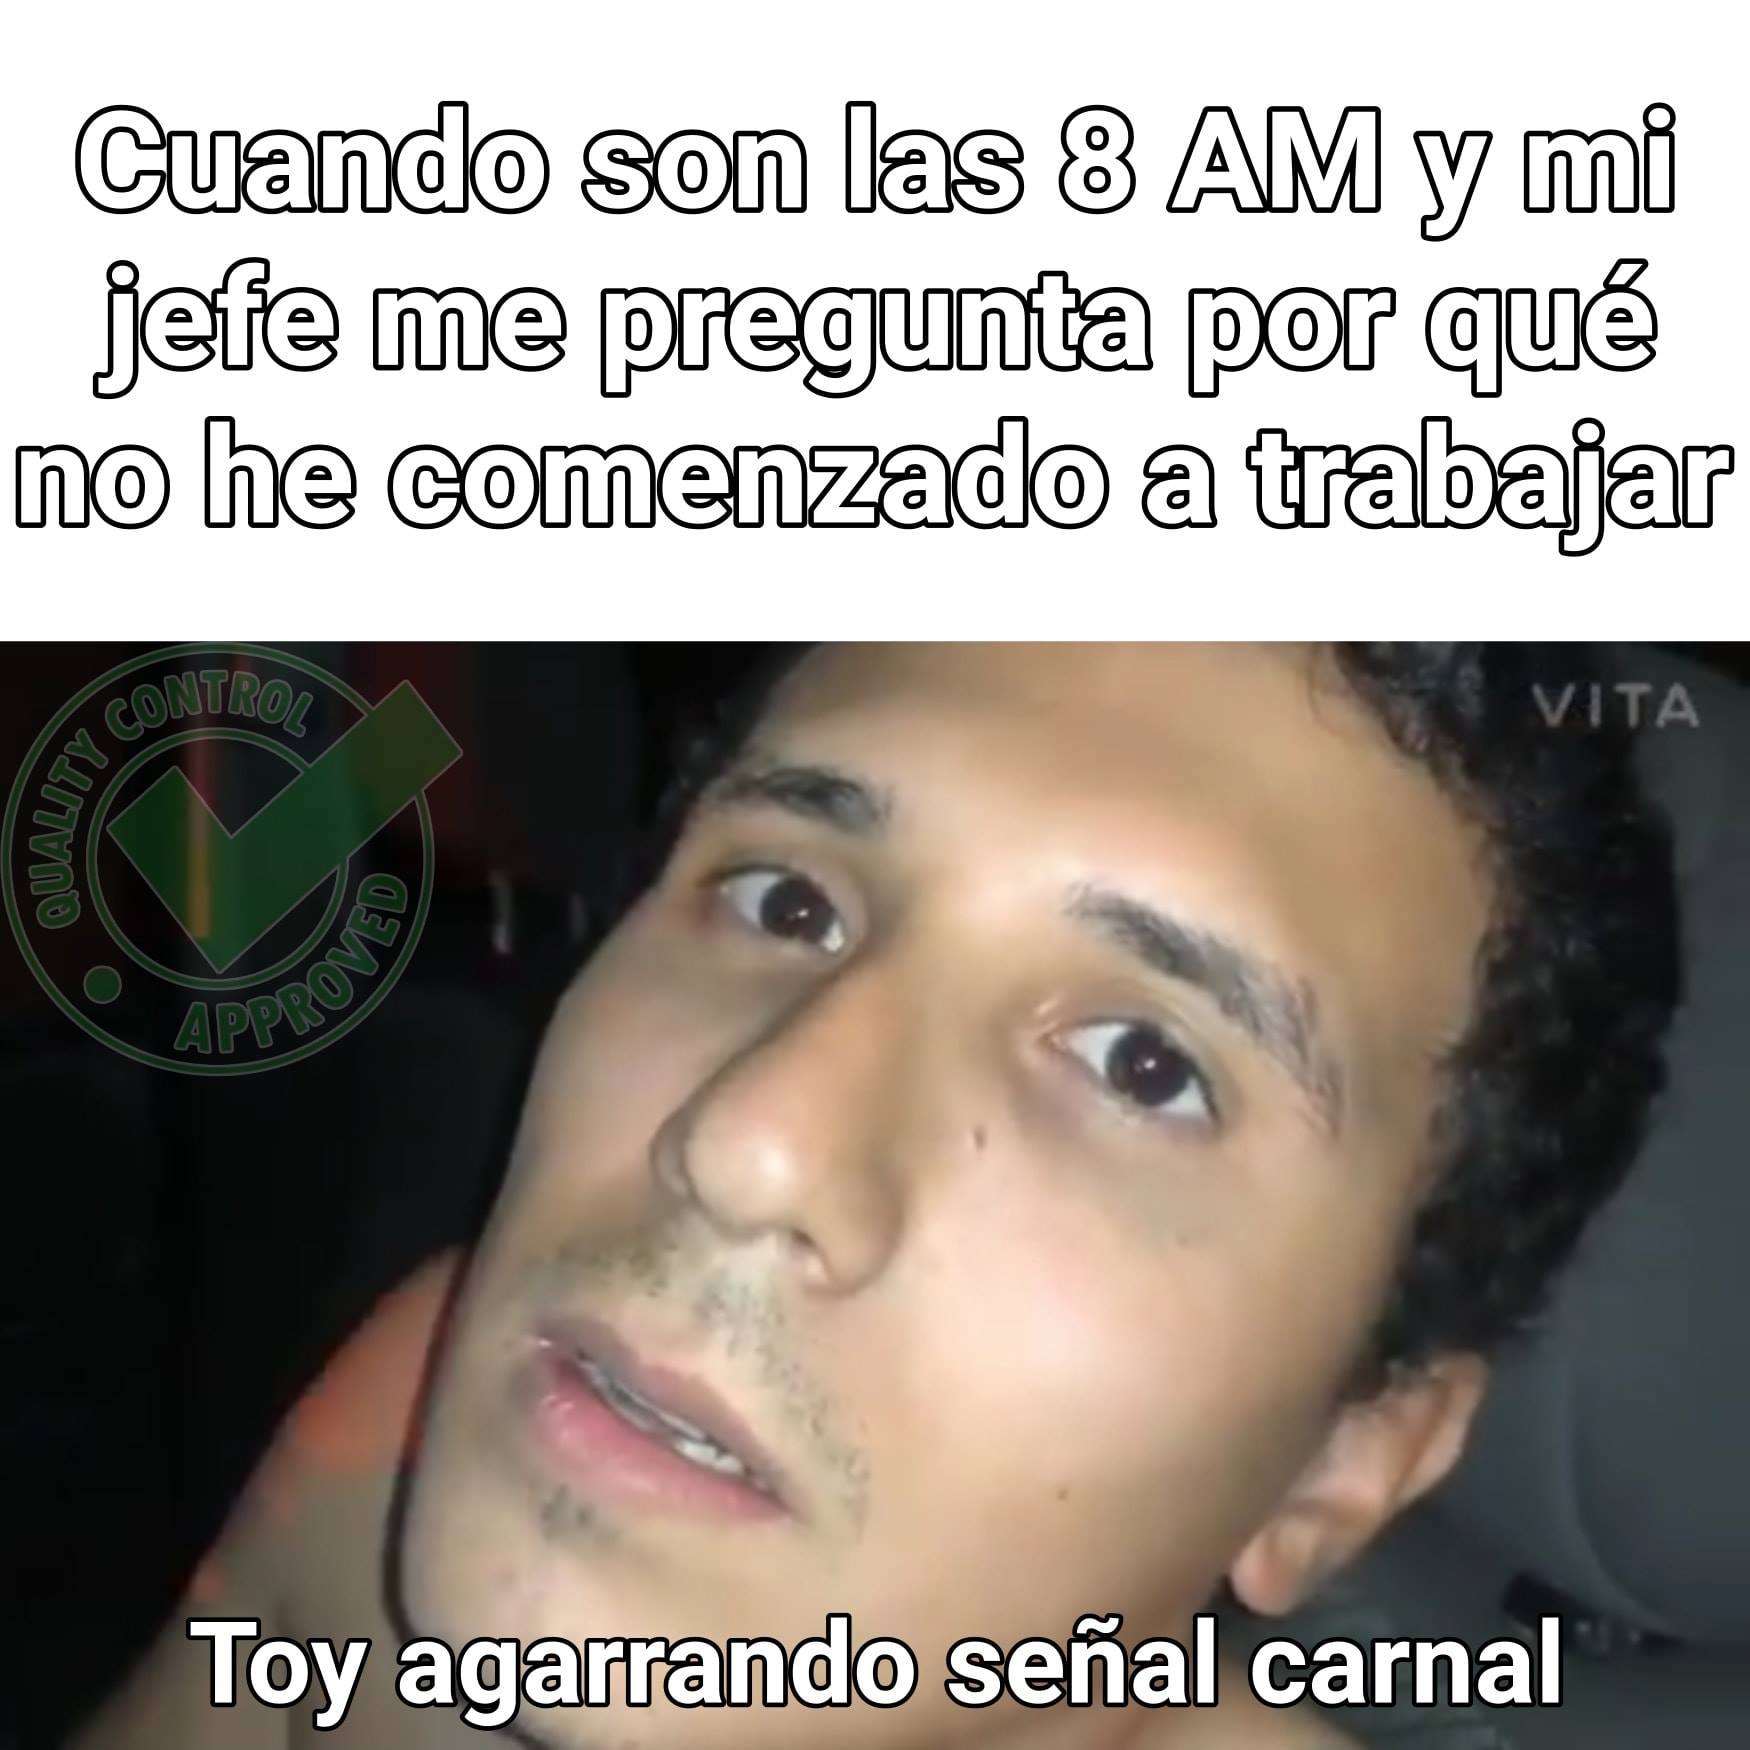 Cuando son las 8 AM y mi
jefe me pregunta por qué
no he comenzado a trabajar
VITA
QUALITY CONTROL
APPROVED
Toy agarrando señal carnal